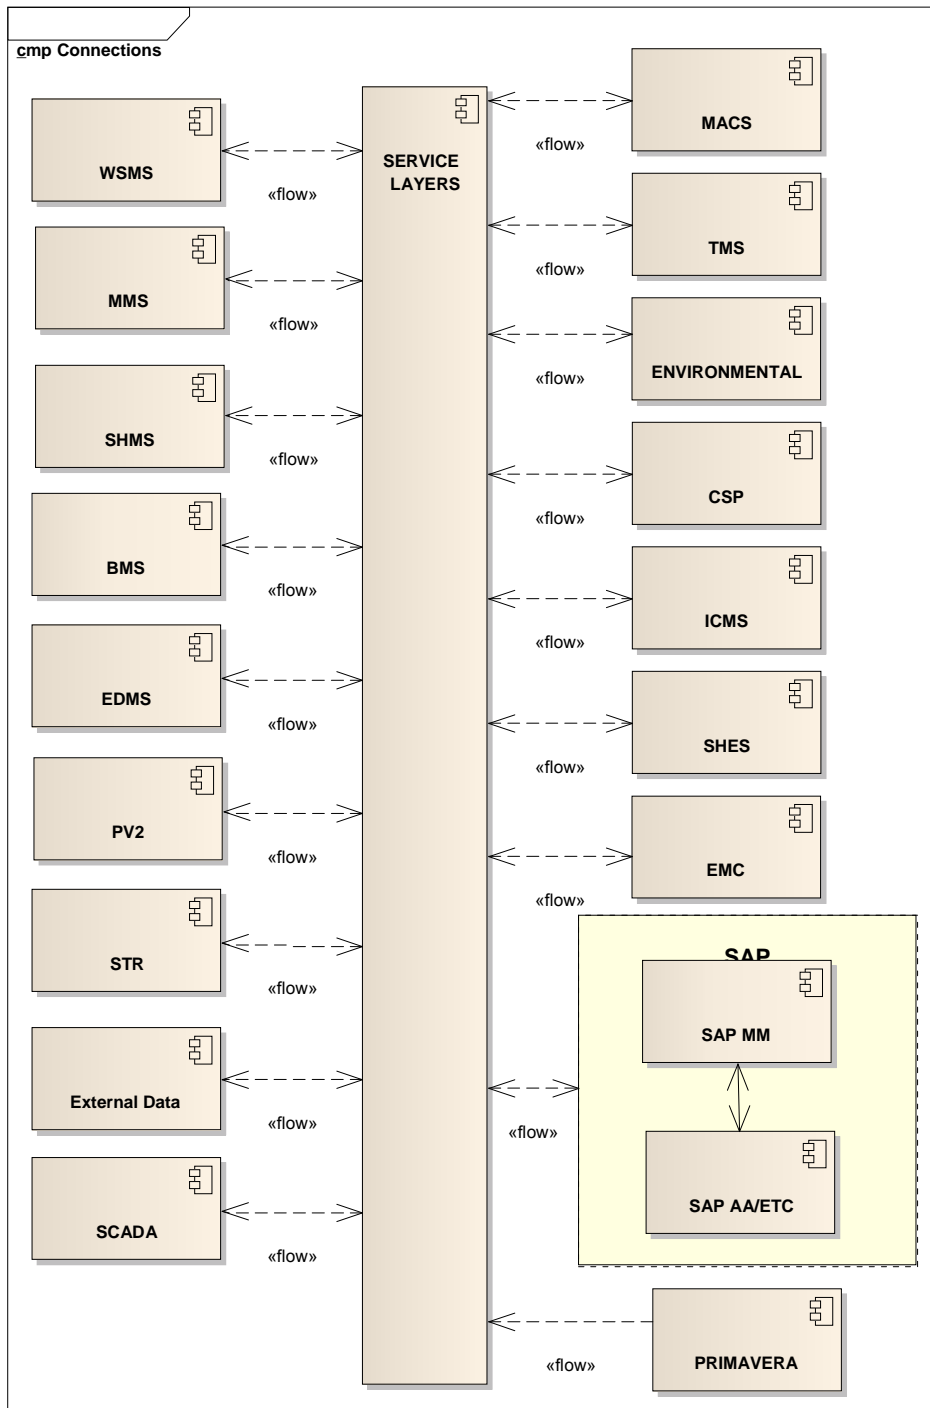 cmp Connections
WSMS
«flow»
MMS
«flow»
SHMS
«flow»
BMS
«flow»
EDMS
«flow»
PV2
«flow»
STR
«flow»
External Data
«flow»
SCADA
«flow»
SERVICE
LAYERS
MACS
«flow»
TMS
«flow»
ENVIRONMENTAL
«flow»
CSP
«flow»
ICMS
«flow»
SHES
«flow»
EMC
«flow»
SAP
SAP MM
«flow»
SAP AA/ETC
PRIMAVERA
«flow»